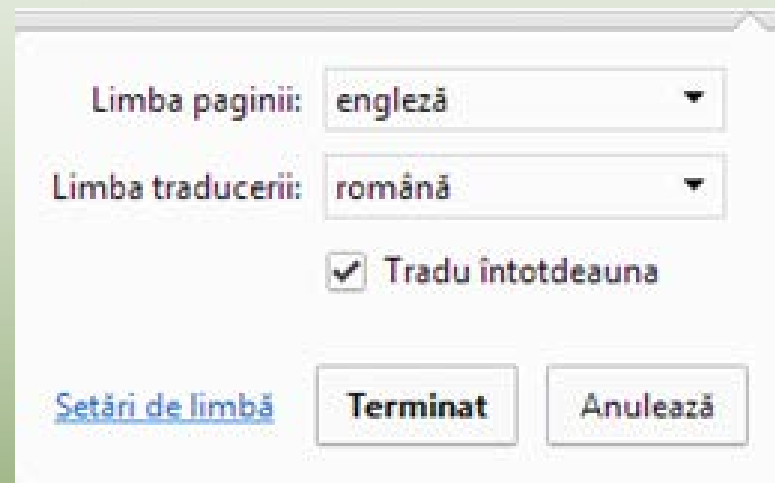 Limba paginii: engleză
Limba traducerii: română
Tradu întotdeauna
Setări de limbă Terminat Anulează